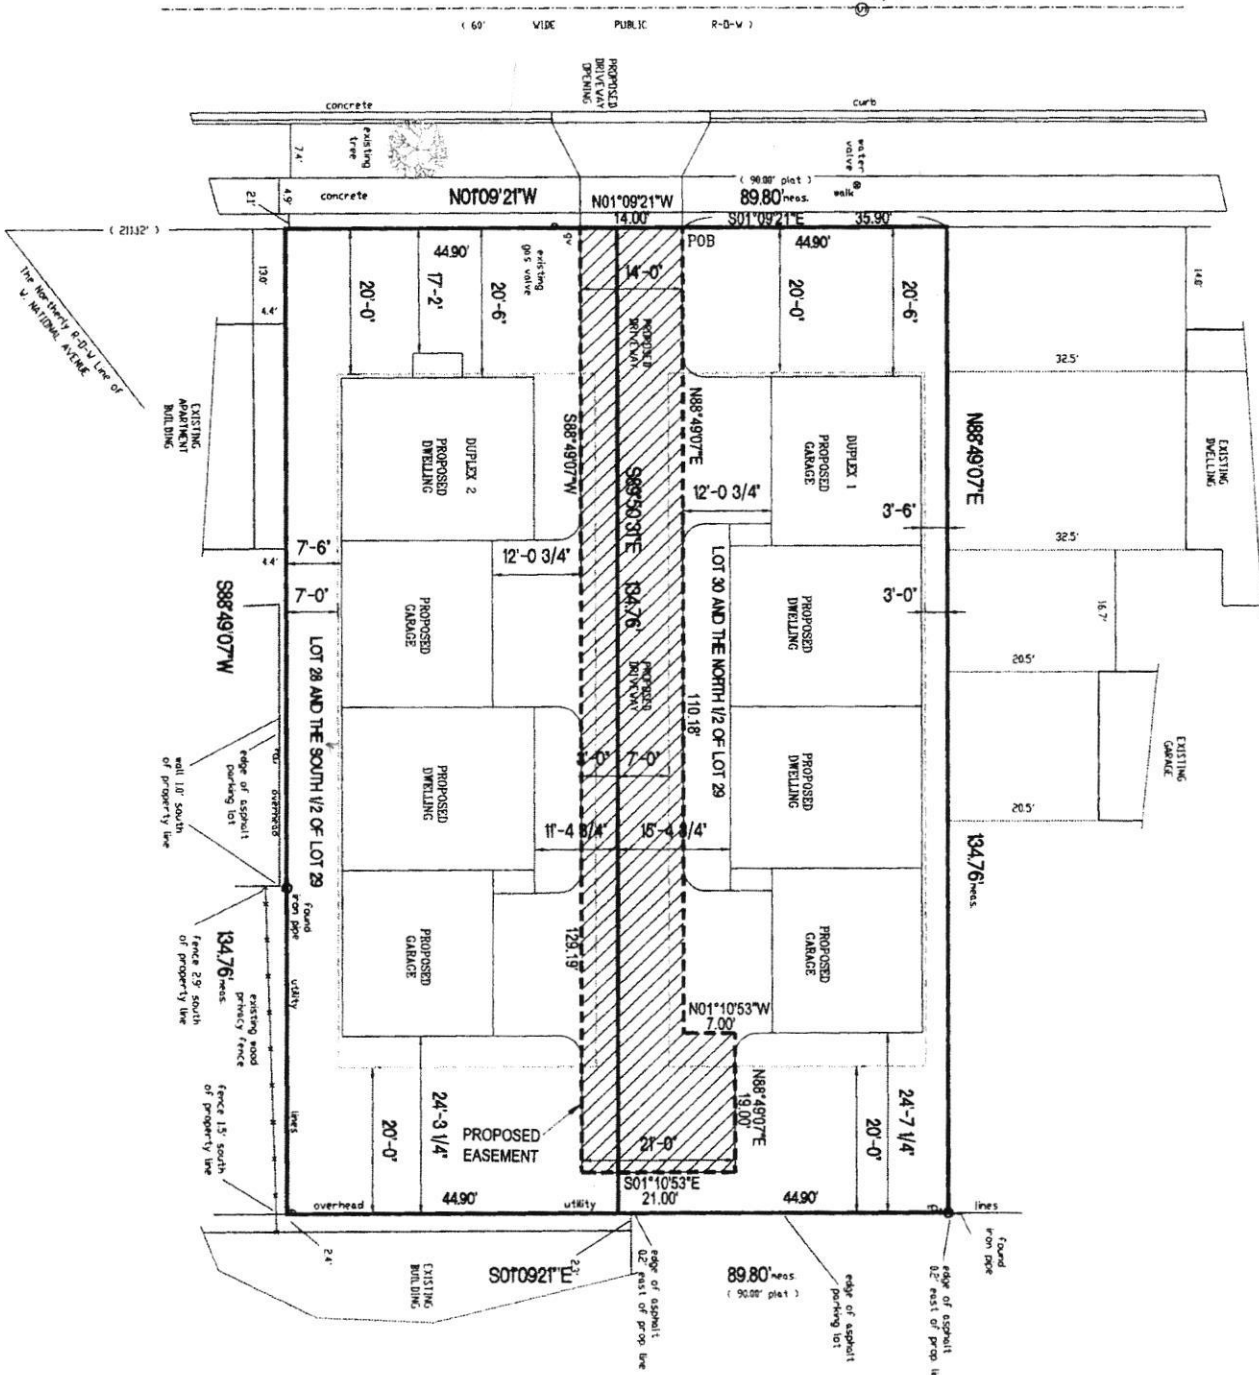 ( 60' WIDE PUBLIC R-O-W )
PROPOSED
DRIVEWAY
OPENING
concrete
curb
existing
tree
7.4'
water
valve
( 90.00' plat )
walk
2.1'
4.9'
concrete
N01°09'21"W
N01°09'21"W
89.80' meas.
14.00'
S01°09'21"E
35.90'
( 211.12' )
POB
gv
44.90'
existing
gas valve
44.90'
14'-0"
13.0'
14.8'
20'-0"
17'-2"
20'-6"
20'-0"
20'-6"
The Northerly R-O-W Line of
W. NATIONAL AVENUE
4.4'
PROPOSED
DRIVEWAY
32.5'
EXISTING
APARTMENT
BUILDING
DUPLEX 2
PROPOSED
DWELLING
S88°49'07"W
N88°49'07"E
DUPLEX 1
PROPOSED
GARAGE
N88°49'07"E
EXISTING
DWELLING
S89°50'31"E 134.76'
12'-0 3/4"
3'-6"
32.5'
7'-6"
12'-0 3/4"
4.4'
7'-0"
3'-0"
16.7'
S88°49'07"W
PROPOSED
GARAGE
PROPOSED
DWELLING
LOT 28 AND THE SOUTH 1/2 OF LOT 29
LOT 30 AND THE NORTH 1/2 OF LOT 29
20.5'
PROPOSED
DRIVEWAY
110.18'
EXISTING
GARAGE
wall 1.0' south
of property line
edge of asphalt
parking lot
overhead
PROPOSED
DWELLING
7'-0"
PROPOSED
DWELLING
20.5'
11'-4 3/4"
15'-4 3/4"
134.76' meas.
found
iron pipe
fence 2.9' south
of property line
134.76' meas.
existing wood
privacy fence
utility
PROPOSED
GARAGE
129.19'
PROPOSED
GARAGE
N01°10'53"W
7.00'
fence 1.5' south
of property line
lines
24'-3 1/4"
20'-0"
PROPOSED
EASEMENT
N88°49'07"E
19.00'
24'-7 1/4"
20'-0"
21'-0"
S01°10'53"E
21.00'
overhead
44.90'
utility
44.90'
lines
found
iron pipe
2.4'
EXISTING
BUILDING
S01°09'21"E
2.3'
edge of asphalt
0.2' east of prop line
89.80' meas.
( 90.00' plat )
edge of asphalt
parking lot
edge of asphalt
0.2' east of prop